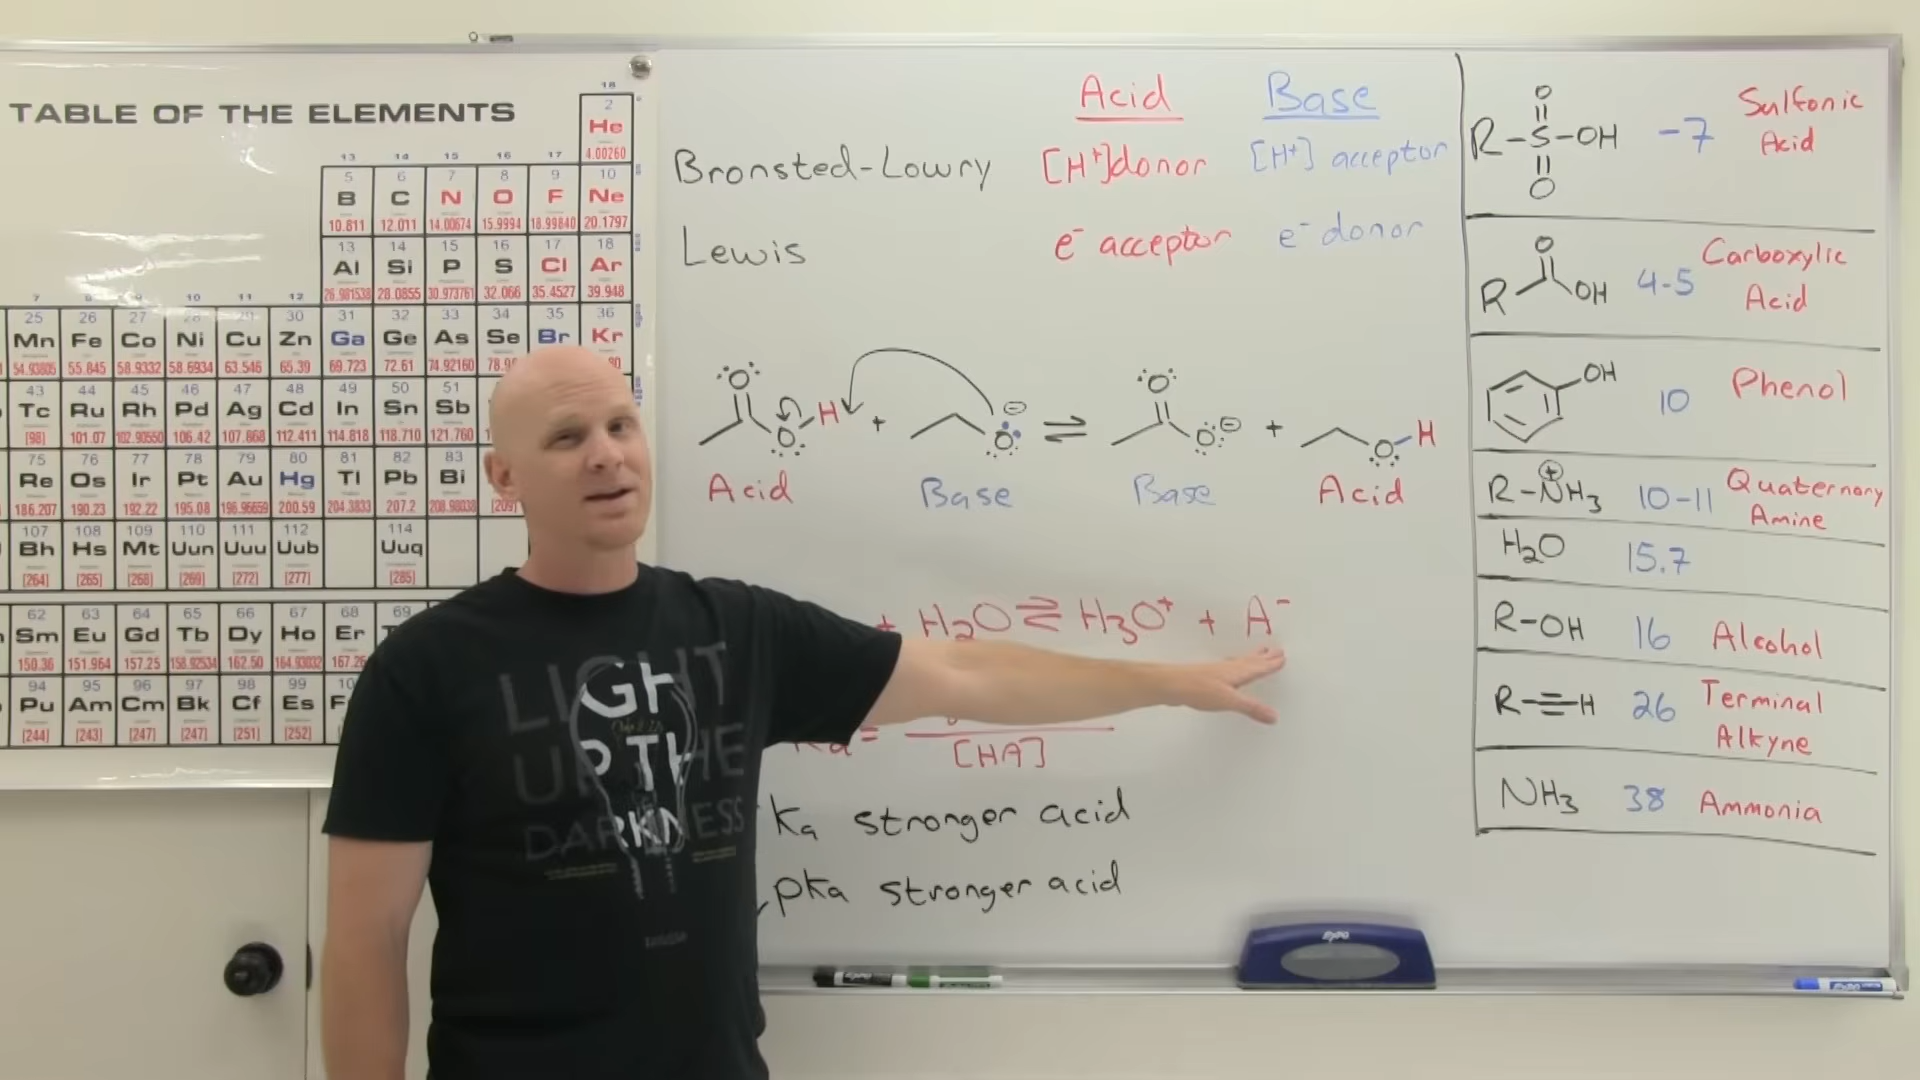 TABLE OF THE ELEMENTS
18
2
He
4.00260
13 14 15 16 17
5 6 7 8 9 10
B C N O F Ne
10.811 12.011 14.00674 15.9994 18.99840 20.1797
13 14 15 16 17 18
Al Si P S Cl Ar
26.981538 28.0855 30.973761 32.066 35.4527 39.948
7 10 11 12
25 26 27 30 31 32 33 34 35 36
Mn Fe Co Ni Cu Zn Ga Ge As Se Br Kr
54.93805 55.845 58.9332 58.6934 63.546 65.39 69.723 72.61 74.92160
43 44 45 46 47 48 49 50 51
Tc Ru Rh Pd Ag Cd In Sn Sb
[98] 101.07 102.90550 106.42 107.868 112.411 114.818 118.710 121.760
75 76 77 78 79 80 81 82 83
Re Os Ir Pt Au Hg Tl Pb Bi
186.207 190.23 192.22 195.08 196.96659 200.59 204.3833 207.2 208.98038 [209]
107 108 109 110 111 112 114
Bh Hs Mt Uun Uuu Uub Uuq
[264] [265] [268] [269] [272] [277] [285]
62 63 64 65 66 67 68 69
Sm Eu Gd Tb Dy Ho Er
150.36 151.964 157.25 158.92534 162.50 164.93032 167.26
94 95 96 97 98 99
Pu Am Cm Bk Cf Es
[244] [243] [247] [247] [251] [252]
Acid Base
Bronsted-Lowry [H⁺]donor [H⁺] acceptor
Lewis e⁻ acceptor e⁻ donor
O O
O H + O ⊖ ⇌ O ⊖ + O H
Acid Base Base Acid
+ H₂O ⇌ H₃O⁺ + A⁻
Ka =
[HA]
Ka stronger acid
pKa stronger acid
O
R-S-OH -7 Sulfonic
Acid
O
O
R OH 4-5 Carboxylic
Acid
OH 10 Phenol
R-N⊕H₃ 10-11 Quaternary
Amine
H₂O 15.7
R-OH 16 Alcohol
R-≡-H 26 Terminal
Alkyne
NH₃ 38 Ammonia
LIGHT
UP THE
DARKNESS
EXPO